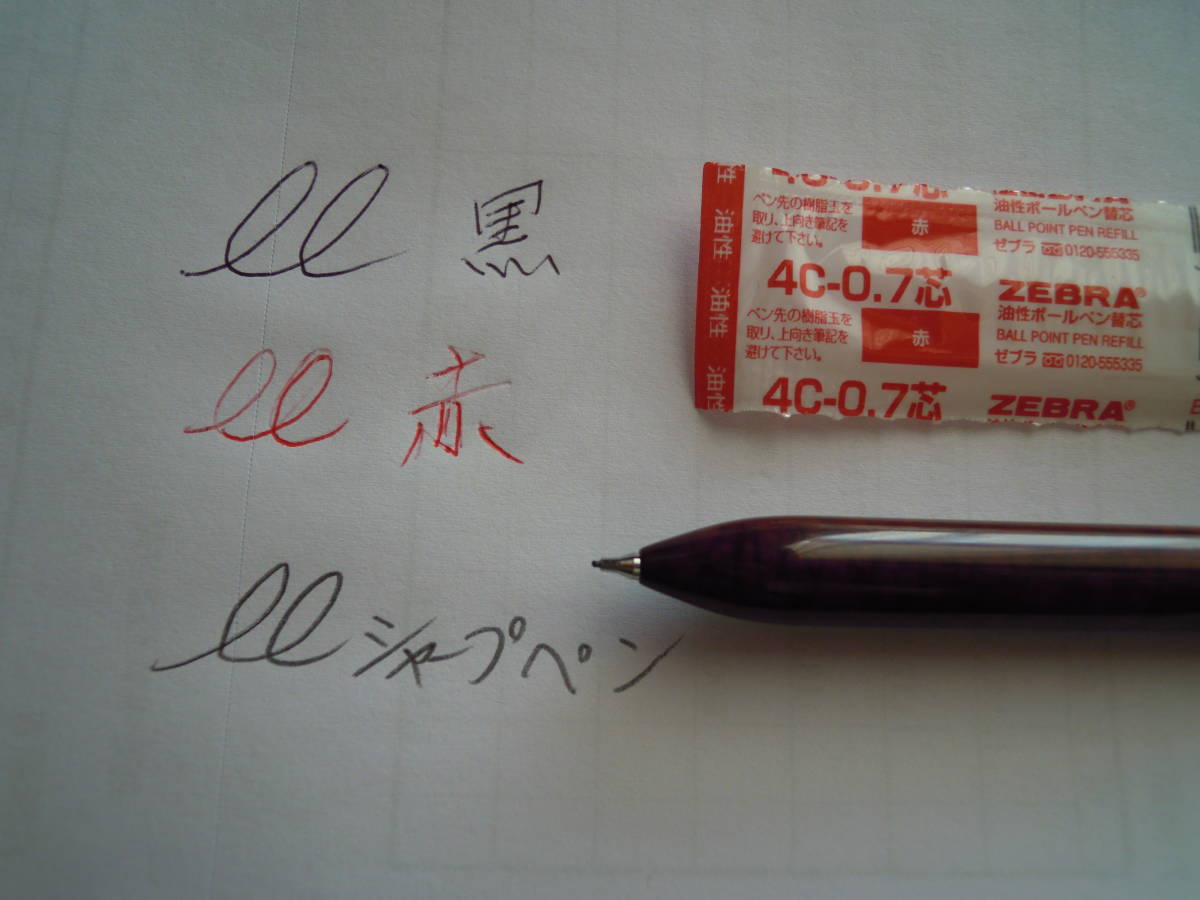 ll 黒
ll 赤
ll シャープペン
油性 油性 油性
4C-0.7芯
ペン先の樹脂玉を
取り、上向き筆記を
避けて下さい。
赤
油性ボールペン替芯
BALL POINT PEN REFILL
ゼブラ 0120-555335
4C-0.7芯
ZEBRA®
ペン先の樹脂玉を
取り、上向き筆記を
避けて下さい。
赤
油性ボールペン替芯
BALL POINT PEN REFILL
ゼブラ 0120-555335
4C-0.7芯
ZEBRA®